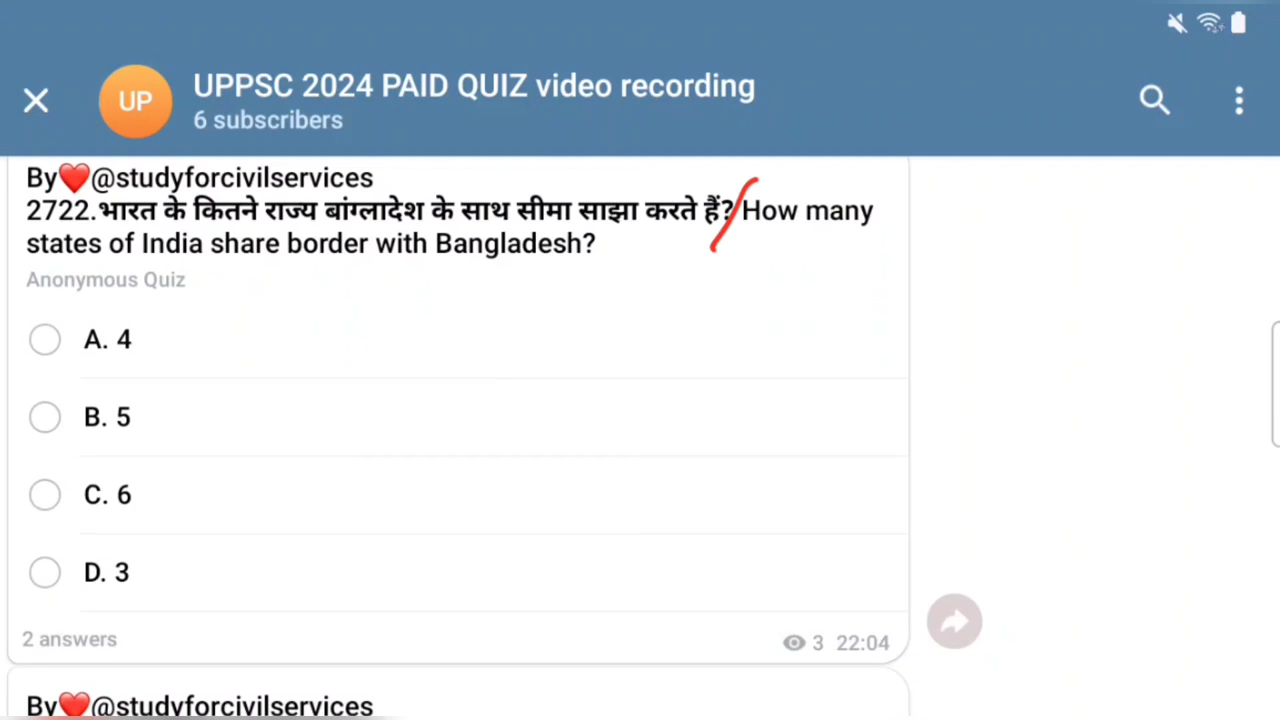 UP
UPPSC 2024 PAID QUIZ video recording
6 subscribers
By❤️@studyforcivilservices
2722.भारत के कितने राज्य बांग्लादेश के साथ सीमा साझा करते हैं? How many
states of India share border with Bangladesh?
Anonymous Quiz
A. 4
B. 5
C. 6
D. 3
2 answers
3 22:04
By❤️@studyforcivilservices